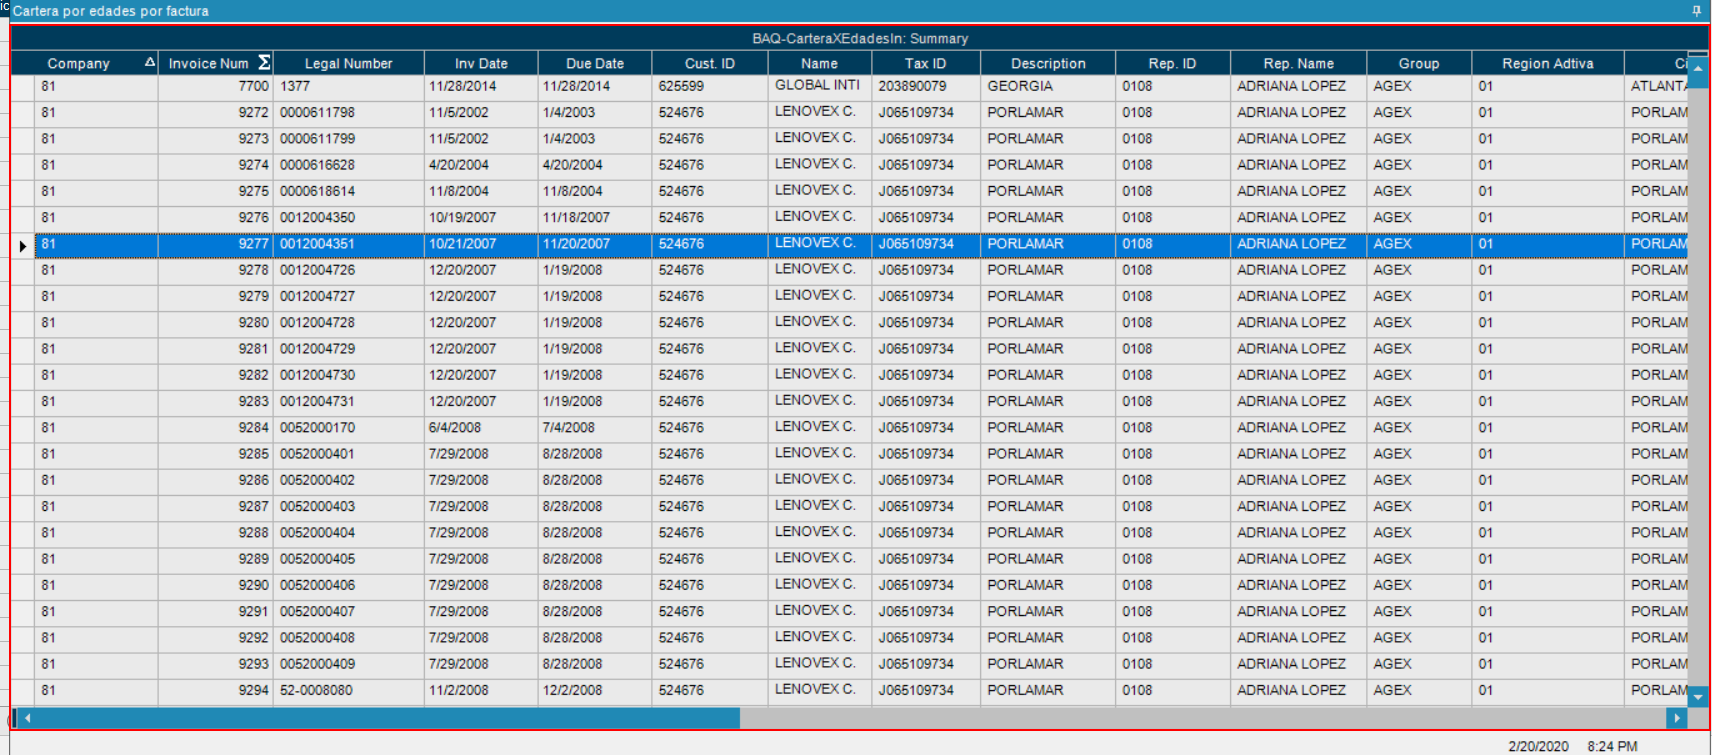 Cartera por edades por factura
BAQ-CarteraXEdadesIn: Summary
Company Invoice Num Σ Legal Number Inv Date Due Date Cust. ID Name Tax ID Description Rep. ID Rep. Name Group Region Adtiva
81 7700 1377 11/28/2014 11/28/2014 625599 GLOBAL INTI 203890079 GEORGIA 0108 ADRIANA LOPEZ AGEX 01 ATLANTA
81 9272 0000611798 11/5/2002 1/4/2003 524676 LENOVEX C. J065109734 PORLAMAR 0108 ADRIANA LOPEZ AGEX 01 PORLAM
81 9273 0000611799 11/5/2002 1/4/2003 524676 LENOVEX C. J065109734 PORLAMAR 0108 ADRIANA LOPEZ AGEX 01 PORLAM
81 9274 0000616628 4/20/2004 4/20/2004 524676 LENOVEX C. J065109734 PORLAMAR 0108 ADRIANA LOPEZ AGEX 01 PORLAM
81 9275 0000618614 11/8/2004 11/8/2004 524676 LENOVEX C. J065109734 PORLAMAR 0108 ADRIANA LOPEZ AGEX 01 PORLAM
81 9276 0012004350 10/19/2007 11/18/2007 524676 LENOVEX C. J065109734 PORLAMAR 0108 ADRIANA LOPEZ AGEX 01 PORLAM
81 9277 0012004351 10/21/2007 11/20/2007 524676 LENOVEX C. J065109734 PORLAMAR 0108 ADRIANA LOPEZ AGEX 01 PORLAM
81 9278 0012004726 12/20/2007 1/19/2008 524676 LENOVEX C. J065109734 PORLAMAR 0108 ADRIANA LOPEZ AGEX 01 PORLAM
81 9279 0012004727 12/20/2007 1/19/2008 524676 LENOVEX C. J065109734 PORLAMAR 0108 ADRIANA LOPEZ AGEX 01 PORLAM
81 9280 0012004728 12/20/2007 1/19/2008 524676 LENOVEX C. J065109734 PORLAMAR 0108 ADRIANA LOPEZ AGEX 01 PORLAM
81 9281 0012004729 12/20/2007 1/19/2008 524676 LENOVEX C. J065109734 PORLAMAR 0108 ADRIANA LOPEZ AGEX 01 PORLAM
81 9282 0012004730 12/20/2007 1/19/2008 524676 LENOVEX C. J065109734 PORLAMAR 0108 ADRIANA LOPEZ AGEX 01 PORLAM
81 9283 0012004731 12/20/2007 1/19/2008 524676 LENOVEX C. J065109734 PORLAMAR 0108 ADRIANA LOPEZ AGEX 01 PORLAM
81 9284 0052000170 6/4/2008 7/4/2008 524676 LENOVEX C. J065109734 PORLAMAR 0108 ADRIANA LOPEZ AGEX 01 PORLAM
81 9285 0052000401 7/29/2008 8/28/2008 524676 LENOVEX C. J065109734 PORLAMAR 0108 ADRIANA LOPEZ AGEX 01 PORLAM
81 9286 0052000402 7/29/2008 8/28/2008 524676 LENOVEX C. J065109734 PORLAMAR 0108 ADRIANA LOPEZ AGEX 01 PORLAM
81 9287 0052000403 7/29/2008 8/28/2008 524676 LENOVEX C. J065109734 PORLAMAR 0108 ADRIANA LOPEZ AGEX 01 PORLAM
81 9288 0052000404 7/29/2008 8/28/2008 524676 LENOVEX C. J065109734 PORLAMAR 0108 ADRIANA LOPEZ AGEX 01 PORLAM
81 9289 0052000405 7/29/2008 8/28/2008 524676 LENOVEX C. J065109734 PORLAMAR 0108 ADRIANA LOPEZ AGEX 01 PORLAM
81 9290 0052000406 7/29/2008 8/28/2008 524676 LENOVEX C. J065109734 PORLAMAR 0108 ADRIANA LOPEZ AGEX 01 PORLAM
81 9291 0052000407 7/29/2008 8/28/2008 524676 LENOVEX C. J065109734 PORLAMAR 0108 ADRIANA LOPEZ AGEX 01 PORLAM
81 9292 0052000408 7/29/2008 8/28/2008 524676 LENOVEX C. J065109734 PORLAMAR 0108 ADRIANA LOPEZ AGEX 01 PORLAM
81 9293 0052000409 7/29/2008 8/28/2008 524676 LENOVEX C. J065109734 PORLAMAR 0108 ADRIANA LOPEZ AGEX 01 PORLAM
81 9294 52-0008080 11/2/2008 12/2/2008 524676 LENOVEX C. J065109734 PORLAMAR 0108 ADRIANA LOPEZ AGEX 01 PORLAM
2/20/2020 8:24 PM